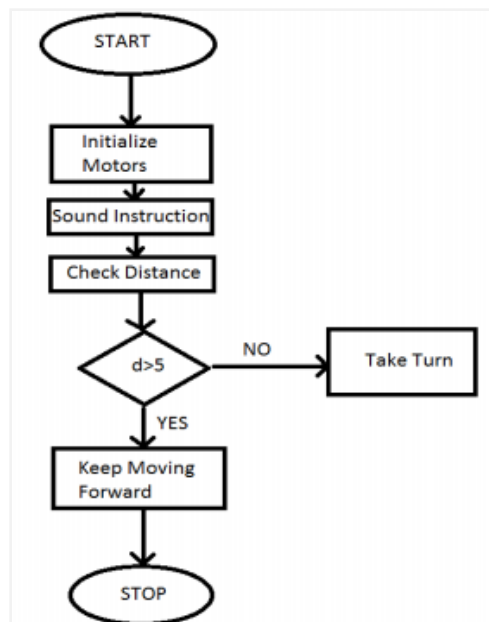 START
Initialize
Motors
Sound Instruction
Check Distance
d>5
NO
Take Turn
YES
Keep Moving
Forward
STOP